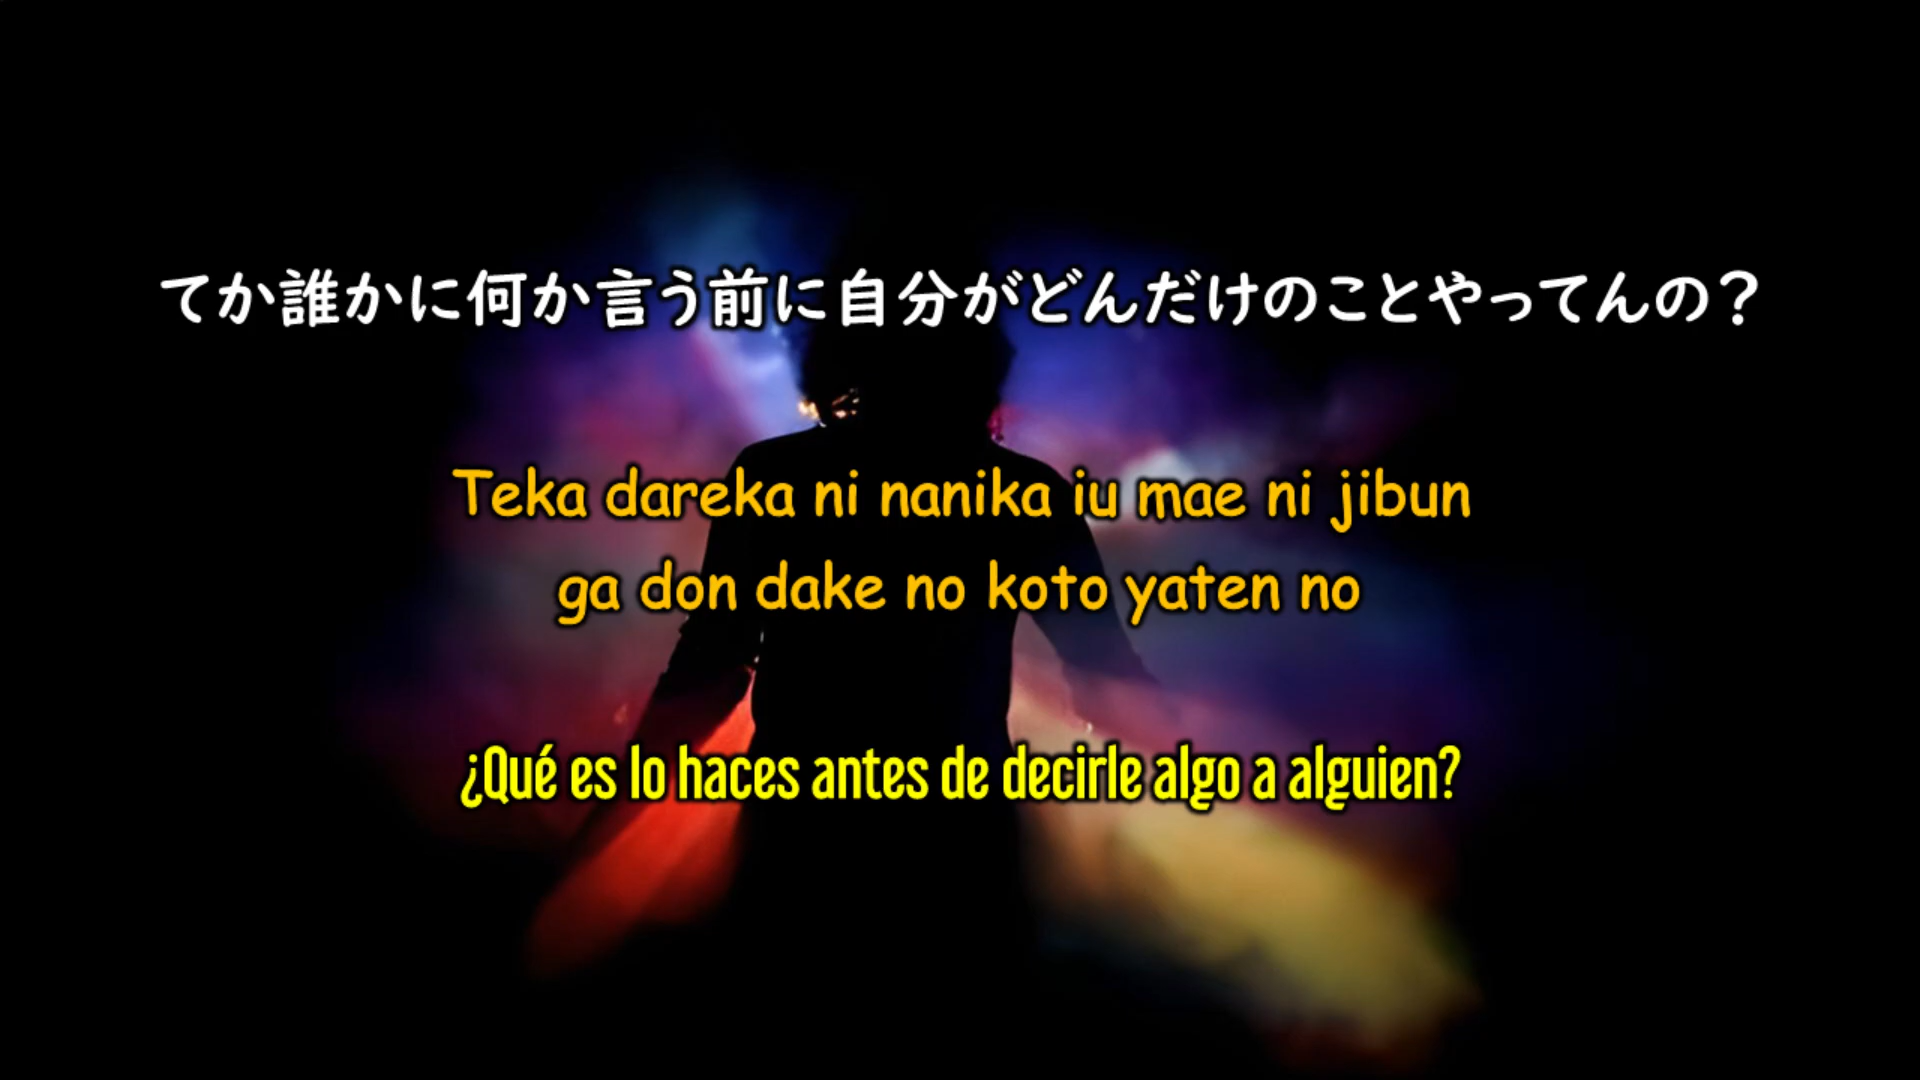 てか誰かに何か言う前に自分がどんだけのことやってんの？
Teka dareka ni nanika iu mae ni jibun
ga don dake no koto yaten no
¿Qué es lo haces antes de decirle algo a alguien?